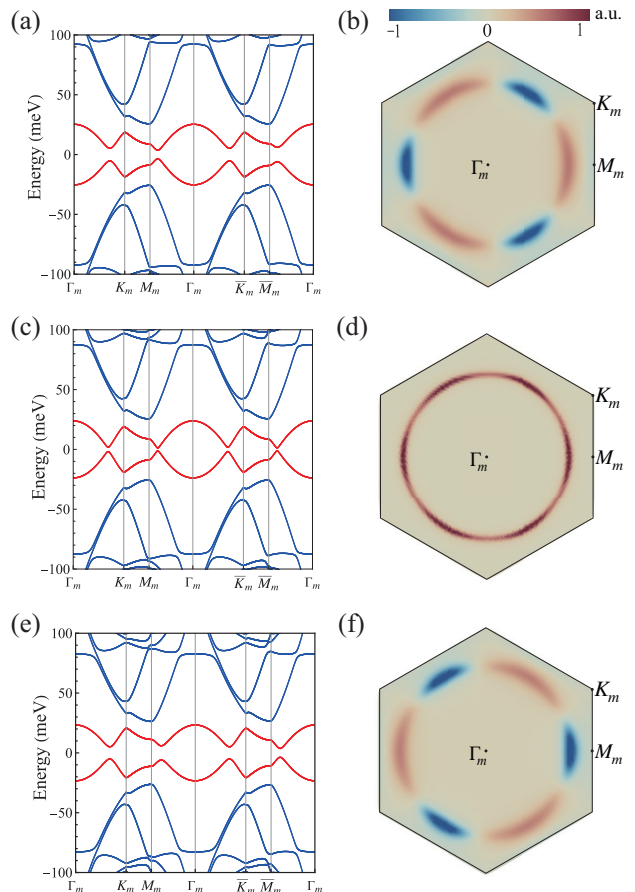 (a)
100
50
0
−50
−100
Energy (meV)
Γm Km Mm Γm K̅m M̅m Γm
(b)
−1 0 1 a.u.
Km
Γm Mm
(c)
100
50
0
−50
−100
Energy (meV)
Γm Km Mm Γm K̅m M̅m Γm
(d)
Km
Γm Mm
(e)
100
50
0
−50
−100
Energy (meV)
Γm Km Mm Γm K̅m M̅m Γm
(f)
Km
Γm Mm